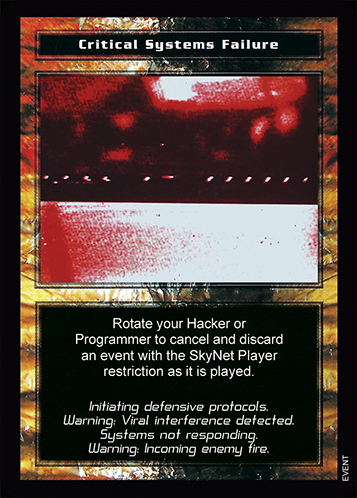 Critical Systems Failure
Rotate your Hacker or
Programmer to cancel and discard
an event with the SkyNet Player
restriction as it is played.
Initiating defensive protocols.
Warning: Viral interference detected.
Systems not responding.
Warning: Incoming enemy fire.
EVENT